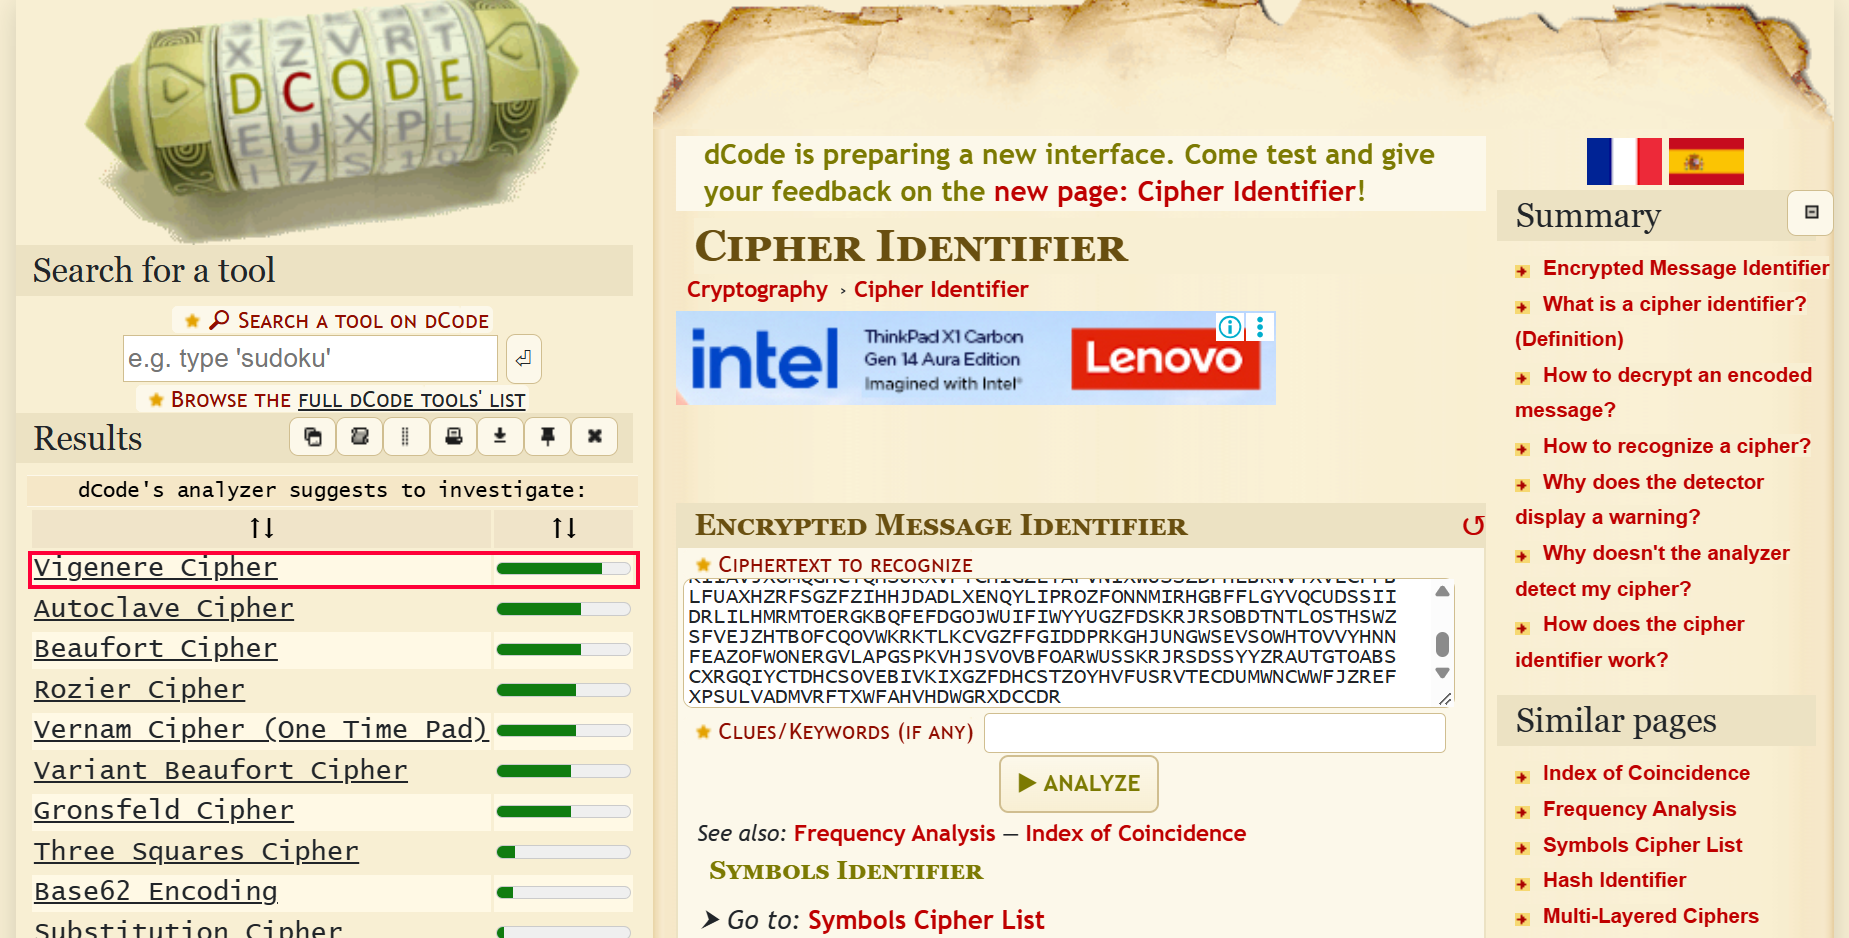 X Z V R T
DCODE
E U X P L
Search for a tool
SEARCH A TOOL ON DCODE
e.g. type 'sudoku'
BROWSE THE FULL DCODE TOOLS' LIST
Results
dCode's analyzer suggests to investigate:
↑↓ ↑↓
Vigenere Cipher
Autoclave Cipher
Beaufort Cipher
Rozier Cipher
Vernam Cipher (One Time Pad)
Variant Beaufort Cipher
Gronsfeld Cipher
Three Squares Cipher
Base62 Encoding
Substitution Cipher
dCode is preparing a new interface. Come test and give
your feedback on the new page: Cipher Identifier!
CIPHER IDENTIFIER
Cryptography › Cipher Identifier
intel
ThinkPad X1 Carbon
Gen 14 Aura Edition
Imagined with Intel®
Lenovo
ENCRYPTED MESSAGE IDENTIFIER
CIPHERTEXT TO RECOGNIZE
LFUAXHZRFSGZFZIHHJDADLXENQYLIPROZFONNMIRHGBFFLGYVQCUDSSII
DRLILHMRMTOERGKBQFEFDGOJWUIFIWYYUGZFDSKRJRSOBDTNTLOSTHSWZ
SFVEJZHTBOFCQOVWKRKTLKCVGZFFGIDDPRKGHJUNGWSEVSOWHTOVVYHNN
FEAZOFWONERGVLAPGSPKVHJSVOVBFOARWUSSKRJRSDSSYYZRAUTGTOABS
CXRGQIYCTDHCSOVEBIVKIXGZFDHCSTZOYHVFUSRVTECDUMWNCWWFJZREF
XPSULVADMVRFTXWFAHVHDWGRXDCCDR
CLUES/KEYWORDS (IF ANY)
▶ ANALYZE
See also: Frequency Analysis — Index of Coincidence
SYMBOLS IDENTIFIER
➤ Go to: Symbols Cipher List
Summary
Encrypted Message Identifier
What is a cipher identifier?
(Definition)
How to decrypt an encoded
message?
How to recognize a cipher?
Why does the detector
display a warning?
Why doesn't the analyzer
detect my cipher?
How does the cipher
identifier work?
Similar pages
Index of Coincidence
Frequency Analysis
Symbols Cipher List
Hash Identifier
Multi-Layered Ciphers